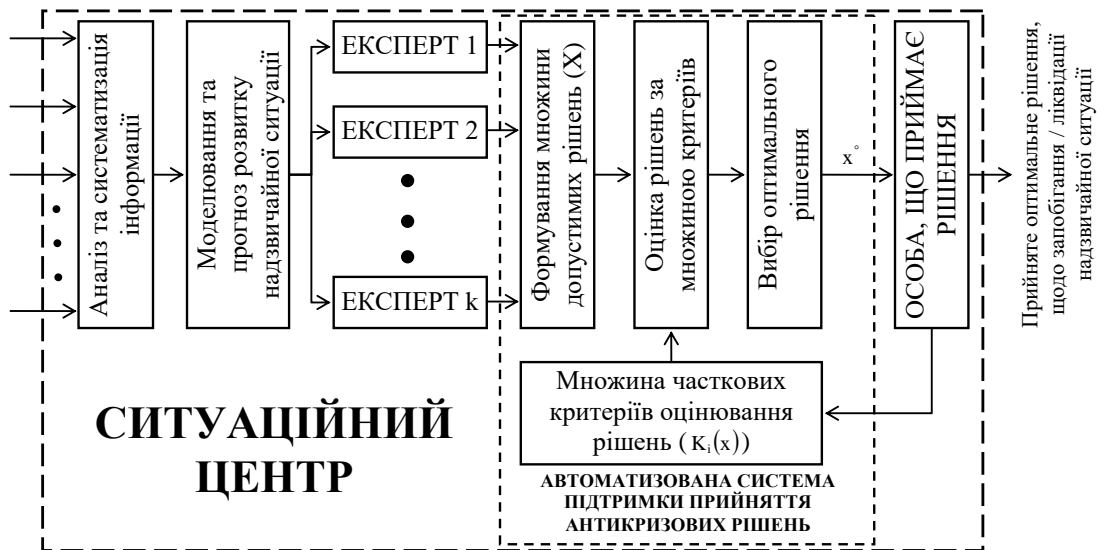 Аналіз та систематизація
інформації
Моделювання та
прогноз розвитку
надзвичайної ситуації
ЕКСПЕРТ 1
ЕКСПЕРТ 2
ЕКСПЕРТ k
Формування множини
допустимих рішень (X)
Оцінка рішень за
множиною критеріїв
Вибір оптимального
рішення
x°
ОСОБА, ЩО ПРИЙМАЄ
РІШЕННЯ
Прийняте оптимальне рішення,
щодо запобігання / ліквідації
надзвичайної ситуації
Множина часткових
критеріїв оцінювання
рішень (Kᵢ(x))
СИТУАЦІЙНИЙ
ЦЕНТР
АВТОМАТИЗОВАНА СИСТЕМА
ПІДТРИМКИ ПРИЙНЯТТЯ
АНТИКРИЗОВИХ РІШЕНЬ